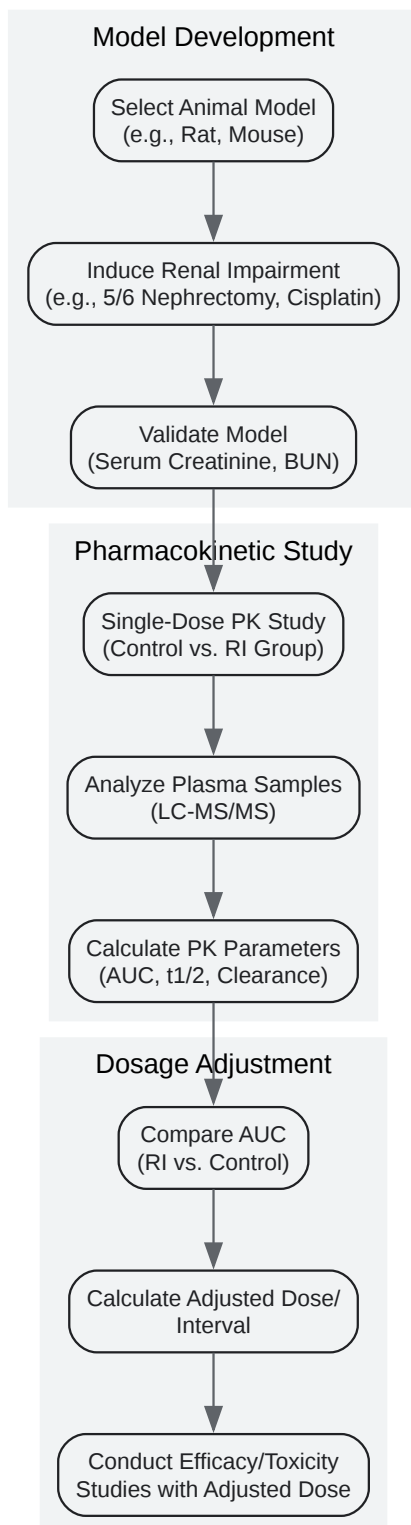 Model Development
Select Animal Model
(e.g., Rat, Mouse)
Induce Renal Impairment
(e.g., 5/6 Nephrectomy, Cisplatin)
Validate Model
(Serum Creatinine, BUN)
Pharmacokinetic Study
Single-Dose PK Study
(Control vs. RI Group)
Analyze Plasma Samples
(LC-MS/MS)
Calculate PK Parameters
(AUC, t1/2, Clearance)
Dosage Adjustment
Compare AUC
(RI vs. Control)
Calculate Adjusted Dose/
Interval
Conduct Efficacy/Toxicity
Studies with Adjusted Dose